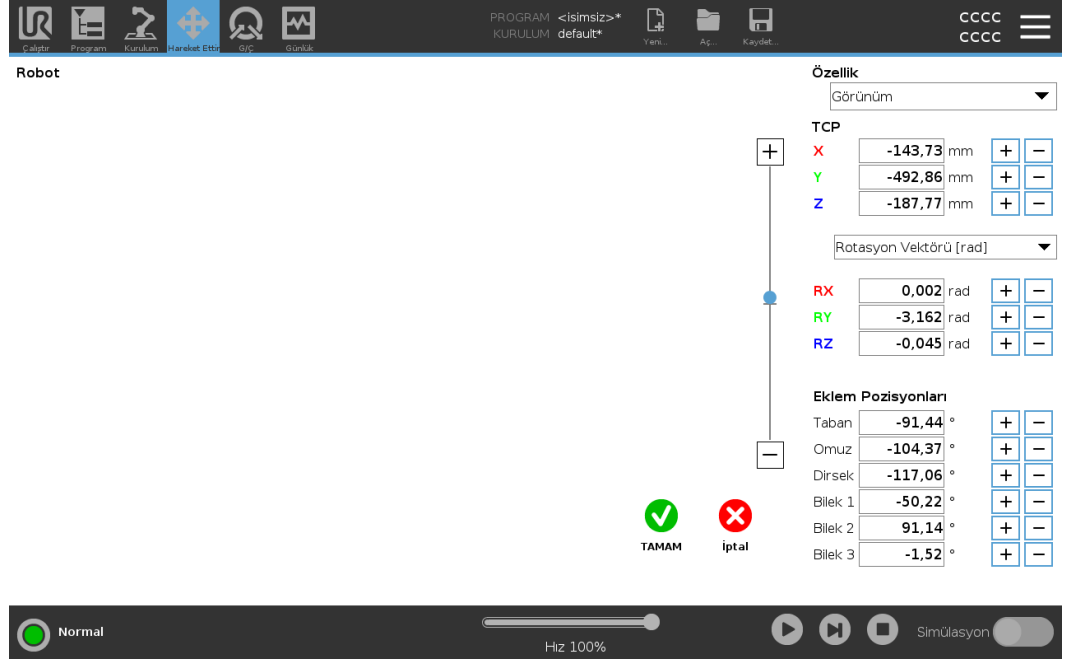 UR
PROGRAM <isimsiz>*
KURULUM default*
CCCC
CCCC
Çalıştır Program Kurulum Hareket Ettir G/Ç Günlük Yeni... Aç... Kaydet...
Robot
Özellik
Görünüm
TCP
X -143,73 mm + −
Y -492,86 mm + −
Z -187,77 mm + −
Rotasyon Vektörü [rad]
RX 0,002 rad + −
RY -3,162 rad + −
RZ -0,045 rad + −
Eklem Pozisyonları
Taban -91,44 ° + −
Omuz -104,37 ° + −
Dirsek -117,06 ° + −
Bilek 1 -50,22 ° + −
Bilek 2 91,14 ° + −
Bilek 3 -1,52 ° + −
+
−
TAMAM İptal
Normal
Hız 100%
Simülasyon